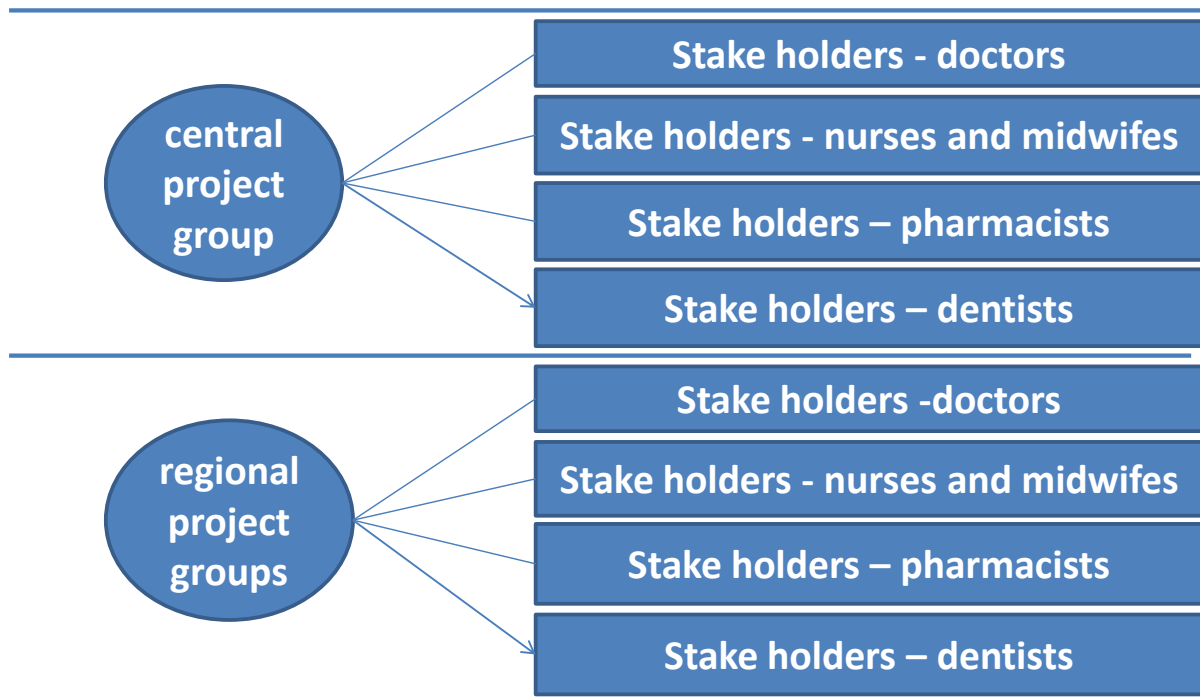 central
project
group
Stake holders - doctors
Stake holders - nurses and midwifes
Stake holders – pharmacists
Stake holders – dentists
regional
project
groups
Stake holders -doctors
Stake holders - nurses and midwifes
Stake holders – pharmacists
Stake holders – dentists